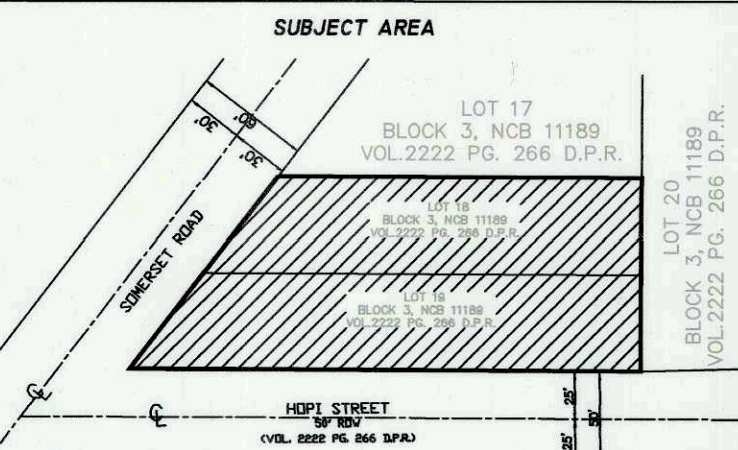 SUBJECT AREA
30'
60'
30'
LOT 17
BLOCK 3, NCB 11189
VOL.2222 PG. 266 D.P.R.
LOT 18
BLOCK 3, NCB 11189
VOL.2222 PG. 266 D.P.R.
LOT 20
BLOCK 3, NCB 11189
VOL.2222 PG. 266 D.P.R.
SOMERSET ROAD
LOT 19
BLOCK 3, NCB 11189
VOL.2222 PG. 266 D.P.R.
CL
CL
HOPI STREET
50' ROW
(VOL. 2222 PG. 266 D.P.R.)
25'
50'
25'